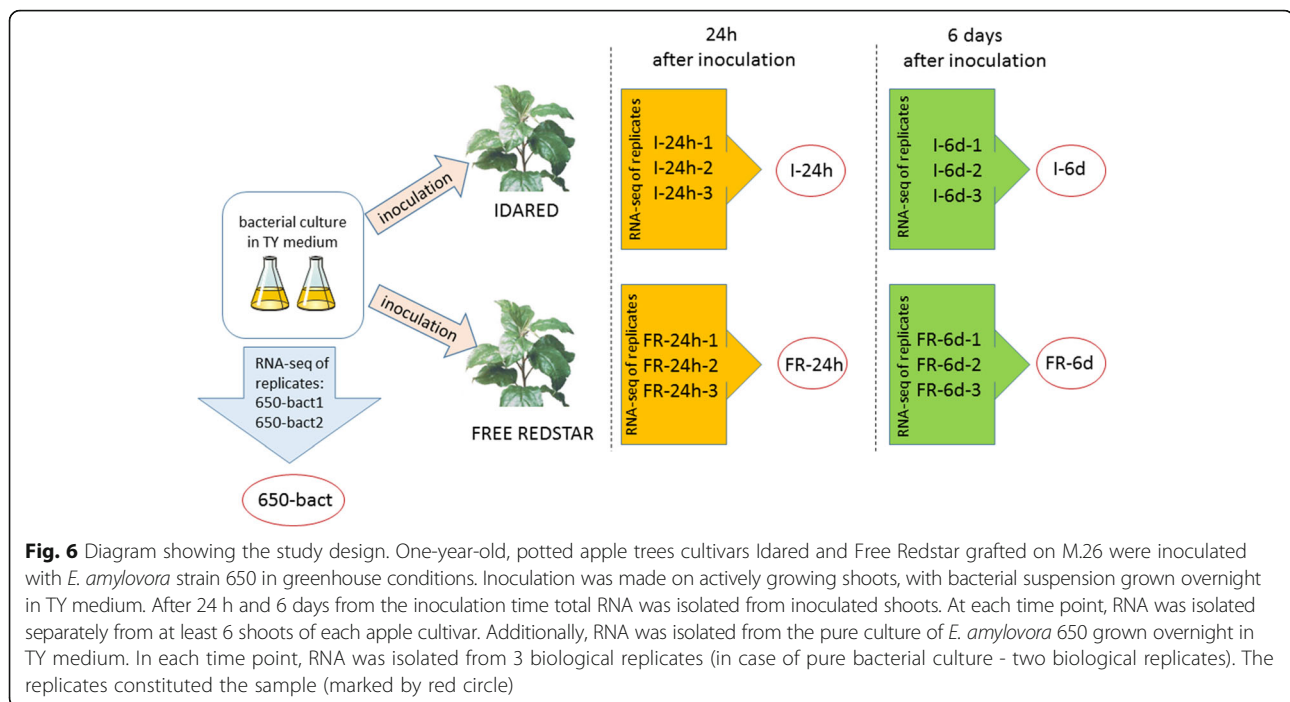 24h
after inoculation
6 days
after inoculation
inoculation
IDARED
RNA-seq of replicates
I-24h-1
I-24h-2
I-24h-3
I-24h
RNA-seq of replicates
I-6d-1
I-6d-2
I-6d-3
I-6d
bacterial culture
in TY medium
inoculation
FREE REDSTAR
RNA-seq of replicates
FR-24h-1
FR-24h-2
FR-24h-3
FR-24h
RNA-seq of replicates
FR-6d-1
FR-6d-2
FR-6d-3
FR-6d
RNA-seq of
replicates:
650-bact1
650-bact2
650-bact
Fig. 6 Diagram showing the study design. One-year-old, potted apple trees cultivars Idared and Free Redstar grafted on M.26 were inoculated
with E. amylovora strain 650 in greenhouse conditions. Inoculation was made on actively growing shoots, with bacterial suspension grown overnight
in TY medium. After 24 h and 6 days from the inoculation time total RNA was isolated from inoculated shoots. At each time point, RNA was isolated
separately from at least 6 shoots of each apple cultivar. Additionally, RNA was isolated from the pure culture of E. amylovora 650 grown overnight in
TY medium. In each time point, RNA was isolated from 3 biological replicates (in case of pure bacterial culture - two biological replicates). The
replicates constituted the sample (marked by red circle)